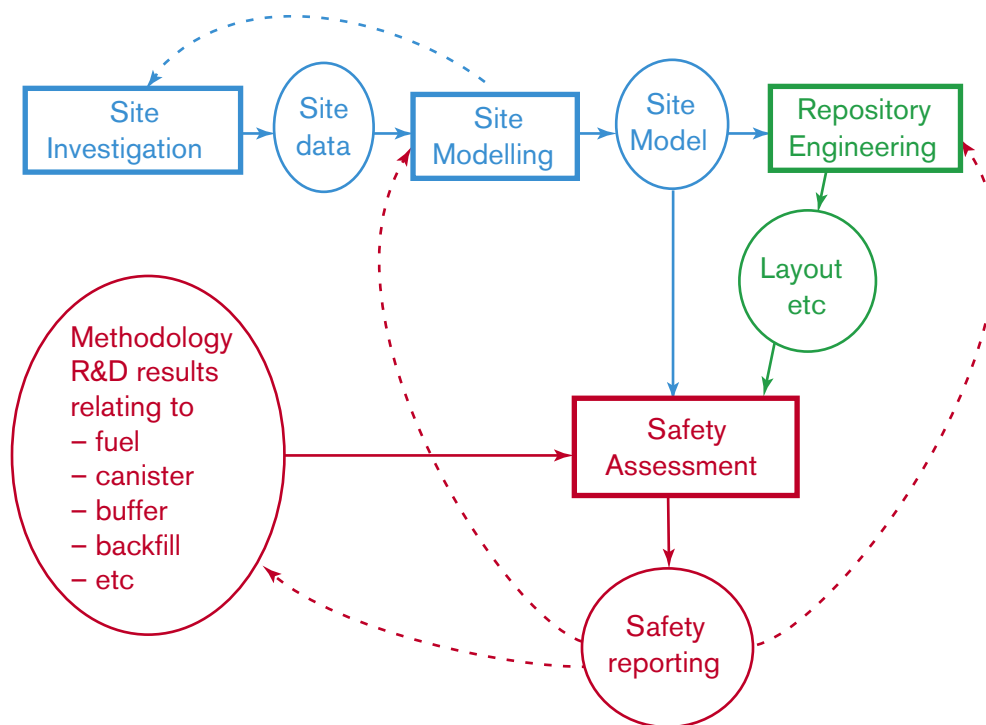 Site
Investigation
Site
data
Site
Modelling
Site
Model
Repository
Engineering
Layout
etc
Methodology
R&D results
relating to
– fuel
– canister
– buffer
– backfill
– etc
Safety
Assessment
Safety
reporting